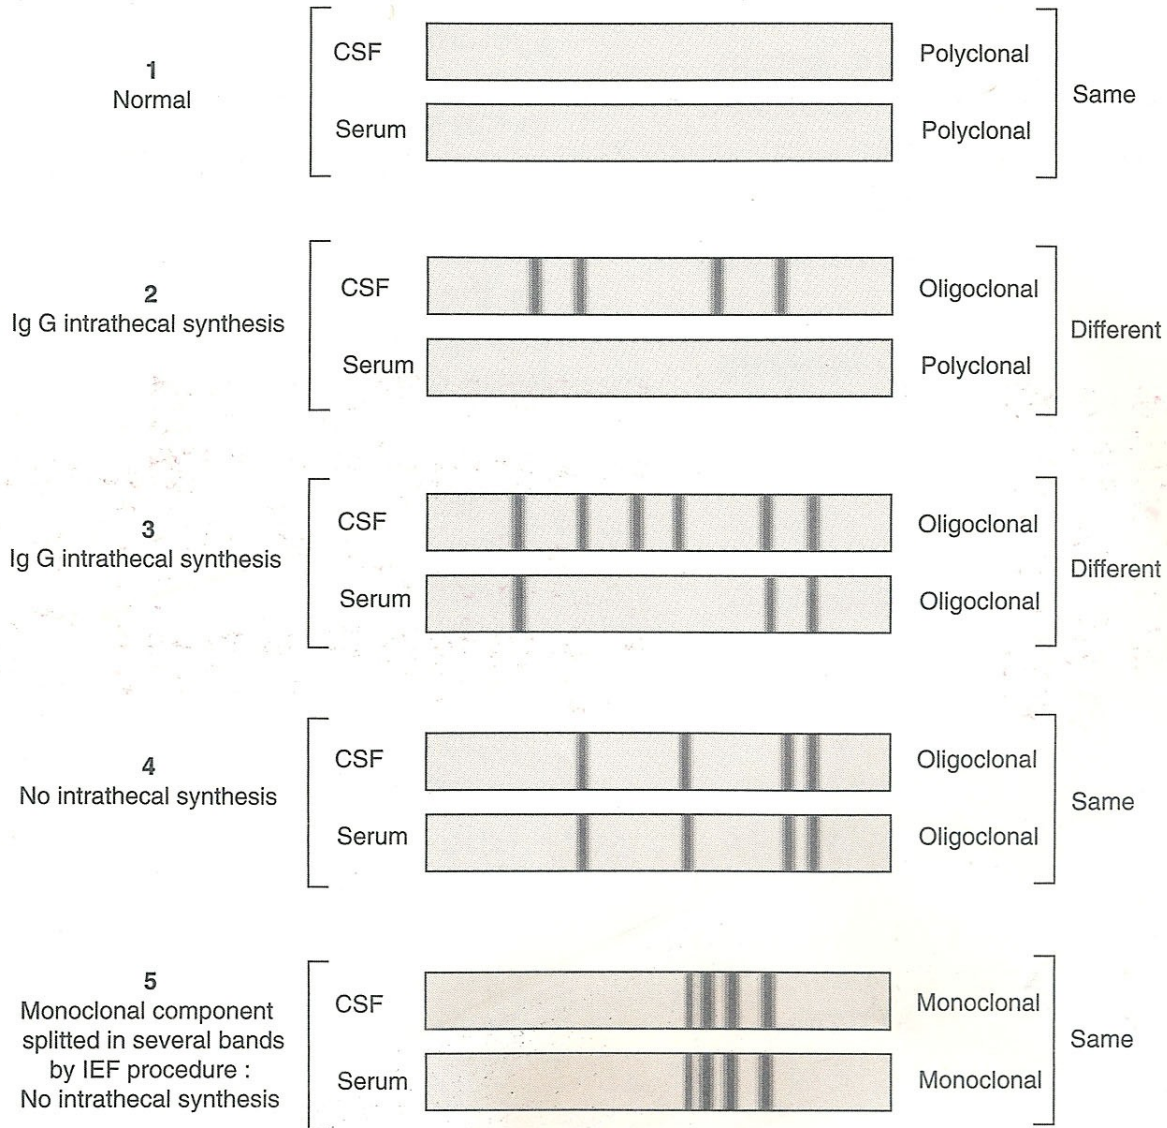 1
Normal
CSF
Polyclonal
Serum
Polyclonal
Same
2
Ig G intrathecal synthesis
CSF
Oligoclonal
Serum
Polyclonal
Different
3
Ig G intrathecal synthesis
CSF
Oligoclonal
Serum
Oligoclonal
Different
4
No intrathecal synthesis
CSF
Oligoclonal
Serum
Oligoclonal
Same
5
Monoclonal component
splitted in several bands
by IEF procedure :
No intrathecal synthesis
CSF
Monoclonal
Serum
Monoclonal
Same